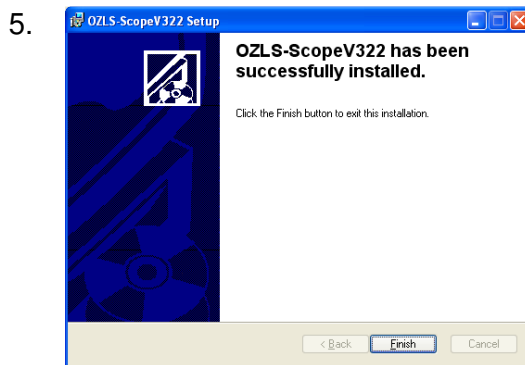 5.
OZLS-ScopeV322 Setup
OZLS-ScopeV322 has been
successfully installed.
Click the Finish button to exit this installation.
< Back
Finish
Cancel